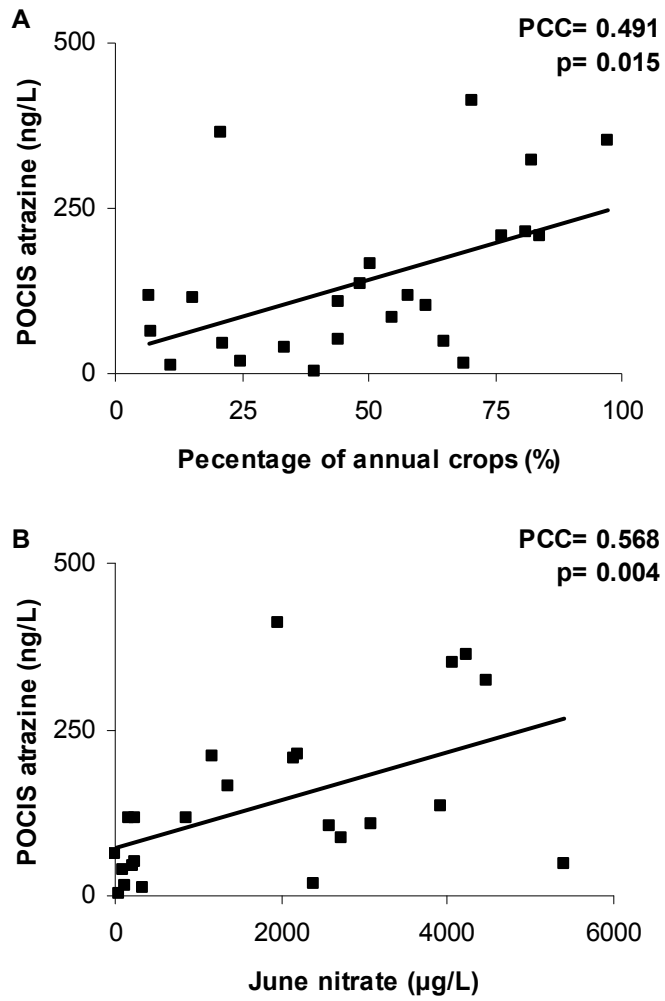 A
PCC= 0.491
p= 0.015
500
250
0
POCIS atrazine (ng/L)
0 25 50 75 100
Pecentage of annual crops (%)
B
PCC= 0.568
p= 0.004
500
250
0
POCIS atrazine (ng/L)
0 2000 4000 6000
June nitrate (µg/L)